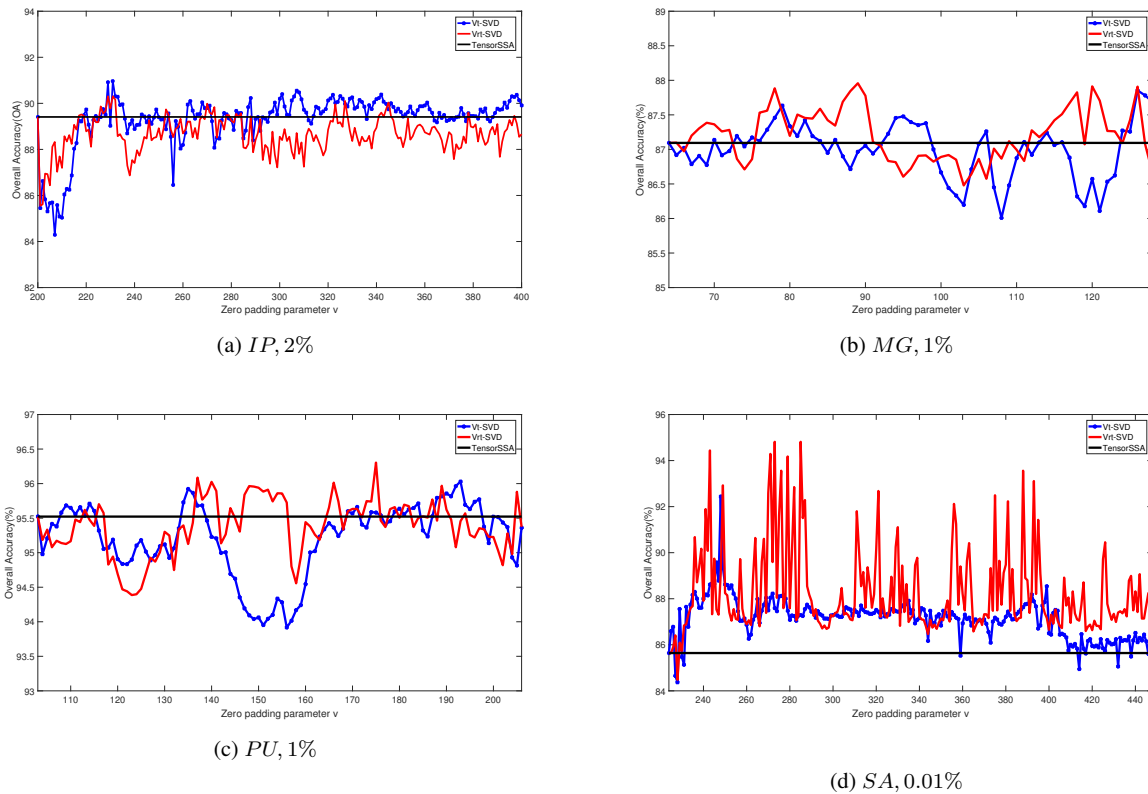 94
92
90
88
86
84
82
Overall Accuracy(OA)
200 220 240 260 280 300 320 340 360 380 400
Zero padding parameter v
Vt-SVD
Vrt-SVD
TensorSSA
(a) IP, 2%
89
88.5
88
87.5
87
86.5
86
85.5
85
Overall Accuracy(%)
70 80 90 100 110 120
Zero padding parameter v
Vt-SVD
Vrt-SVD
TensorSSA
(b) MG, 1%
97
96.5
96
95.5
95
94.5
94
93.5
93
Overall Accuracy(%)
110 120 130 140 150 160 170 180 190 200
Zero padding parameter v
Vt-SVD
Vrt-SVD
TensorSSA
(c) PU, 1%
96
94
92
90
88
86
84
Overall Accuracy(%)
240 260 280 300 320 340 360 380 400 420 440
Zero padding parameter v
Vt-SVD
Vrt-SVD
TensorSSA
(d) SA, 0.01%